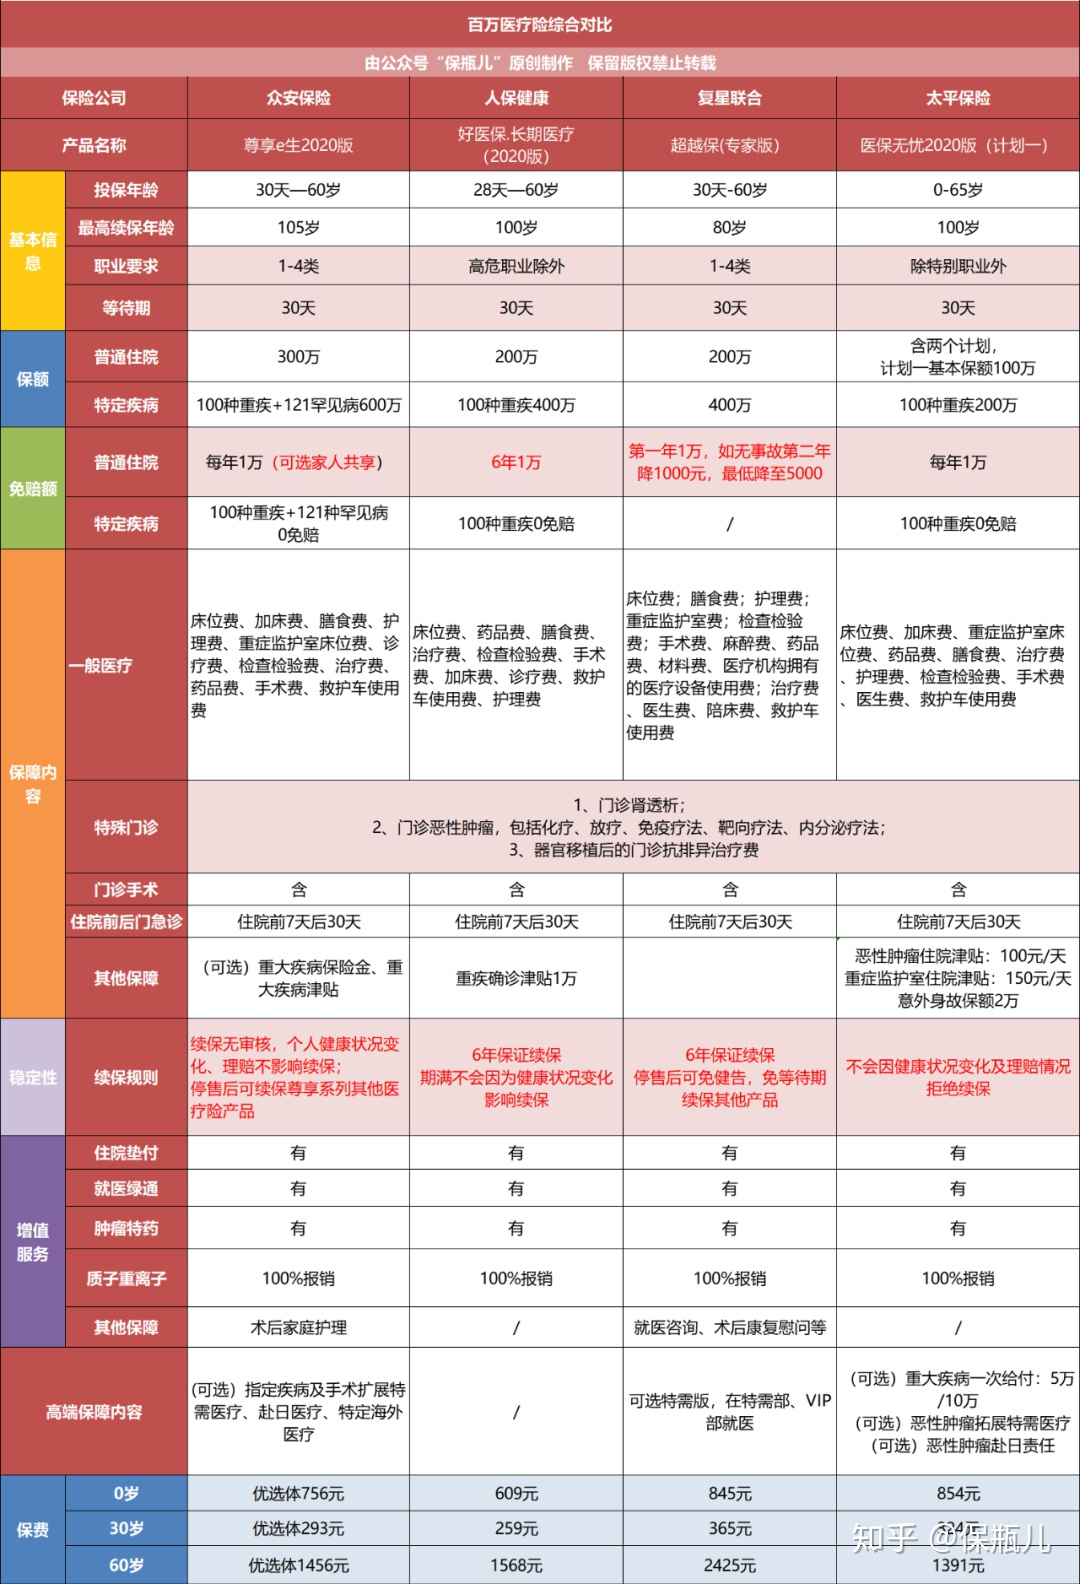 百万医疗险综合对比
由公众号“保瓶儿”原创制作 保留版权禁止转载
保险公司 众安保险 人保健康 复星联合 太平保险
产品名称 尊享e生2020版 好医保.长期医疗（2020版） 超越保(专家版) 医保无忧2020版（计划一）
基本信息
投保年龄 30天—60岁 28天—60岁 30天-60岁 0-65岁
最高续保年龄 105岁 100岁 80岁 100岁
职业要求 1-4类 高危职业除外 1-4类 除特别职业外
等待期 30天 30天 30天 30天
保额
普通住院 300万 200万 200万 含两个计划，计划一基本保额100万
特定疾病 100种重疾+121罕见病600万 100种重疾400万 400万 100种重疾200万
免赔额
普通住院 每年1万（可选家人共享） 6年1万 第一年1万，如无事故第二年降1000元，最低降至5000 每年1万
特定疾病 100种重疾+121种罕见病0免赔 100种重疾0免赔 / 100种重疾0免赔
保障内容
一般医疗
床位费、加床费、膳食费、护
理费、重症监护室床位费、诊
疗费、检查检验费、治疗费、
药品费、手术费、救护车使用
费
床位费、药品费、膳食费、
治疗费、检查检验费、手术
费、加床费、诊疗费、救护
车使用费、护理费
床位费；膳食费；护理费；
重症监护室费；检查检验
费；手术费、麻醉费、药品
费、材料费、医疗机构拥有
的医疗设备使用费；治疗费
、医生费、陪床费、救护车
使用费
床位费、加床费、重症监护室床
位费、药品费、膳食费、治疗费
、护理费、检查检验费、手术费
、医生费、救护车使用费
特殊门诊
1、门诊肾透析；
2、门诊恶性肿瘤，包括化疗、放疗、免疫疗法、靶向疗法、内分泌疗法；
3、器官移植后的门诊抗排异治疗费
门诊手术 含 含 含 含
住院前后门急诊 住院前7天后30天 住院前7天后30天 住院前7天后30天 住院前7天后30天
其他保障
（可选）重大疾病保险金、重
大疾病津贴
重疾确诊津贴1万
恶性肿瘤住院津贴：100元/天
重症监护室住院津贴：150元/天
意外身故保额2万
稳定性
续保规则
续保无审核，个人健康状况变
化、理赔不影响续保；
停售后可续保尊享系列其他医
疗险产品
6年保证续保
期满不会因为健康状况变化
影响续保
6年保证续保
停售后可免健告，免等待期
续保其他产品
不会因健康状况变化及理赔情况
拒绝续保
增值服务
住院垫付 有 有 有 有
就医绿通 有 有 有 有
肿瘤特药 有 有 有 有
质子重离子 100%报销 100%报销 100%报销 100%报销
其他保障 术后家庭护理 / 就医咨询、术后康复慰问等 /
高端保障内容
(可选）指定疾病及手术扩展特
需医疗、赴日医疗、特定海外
医疗
/
可选特需版，在特需部、VIP
部就医
（可选）重大疾病一次给付：5万
/10万
（可选）恶性肿瘤拓展特需医疗
（可选）恶性肿瘤赴日责任
保费
0岁 优选体756元 609元 845元 854元
30岁 优选体293元 259元 365元
60岁 优选体1456元 1568元 2425元 1391元
知乎 @保瓶儿